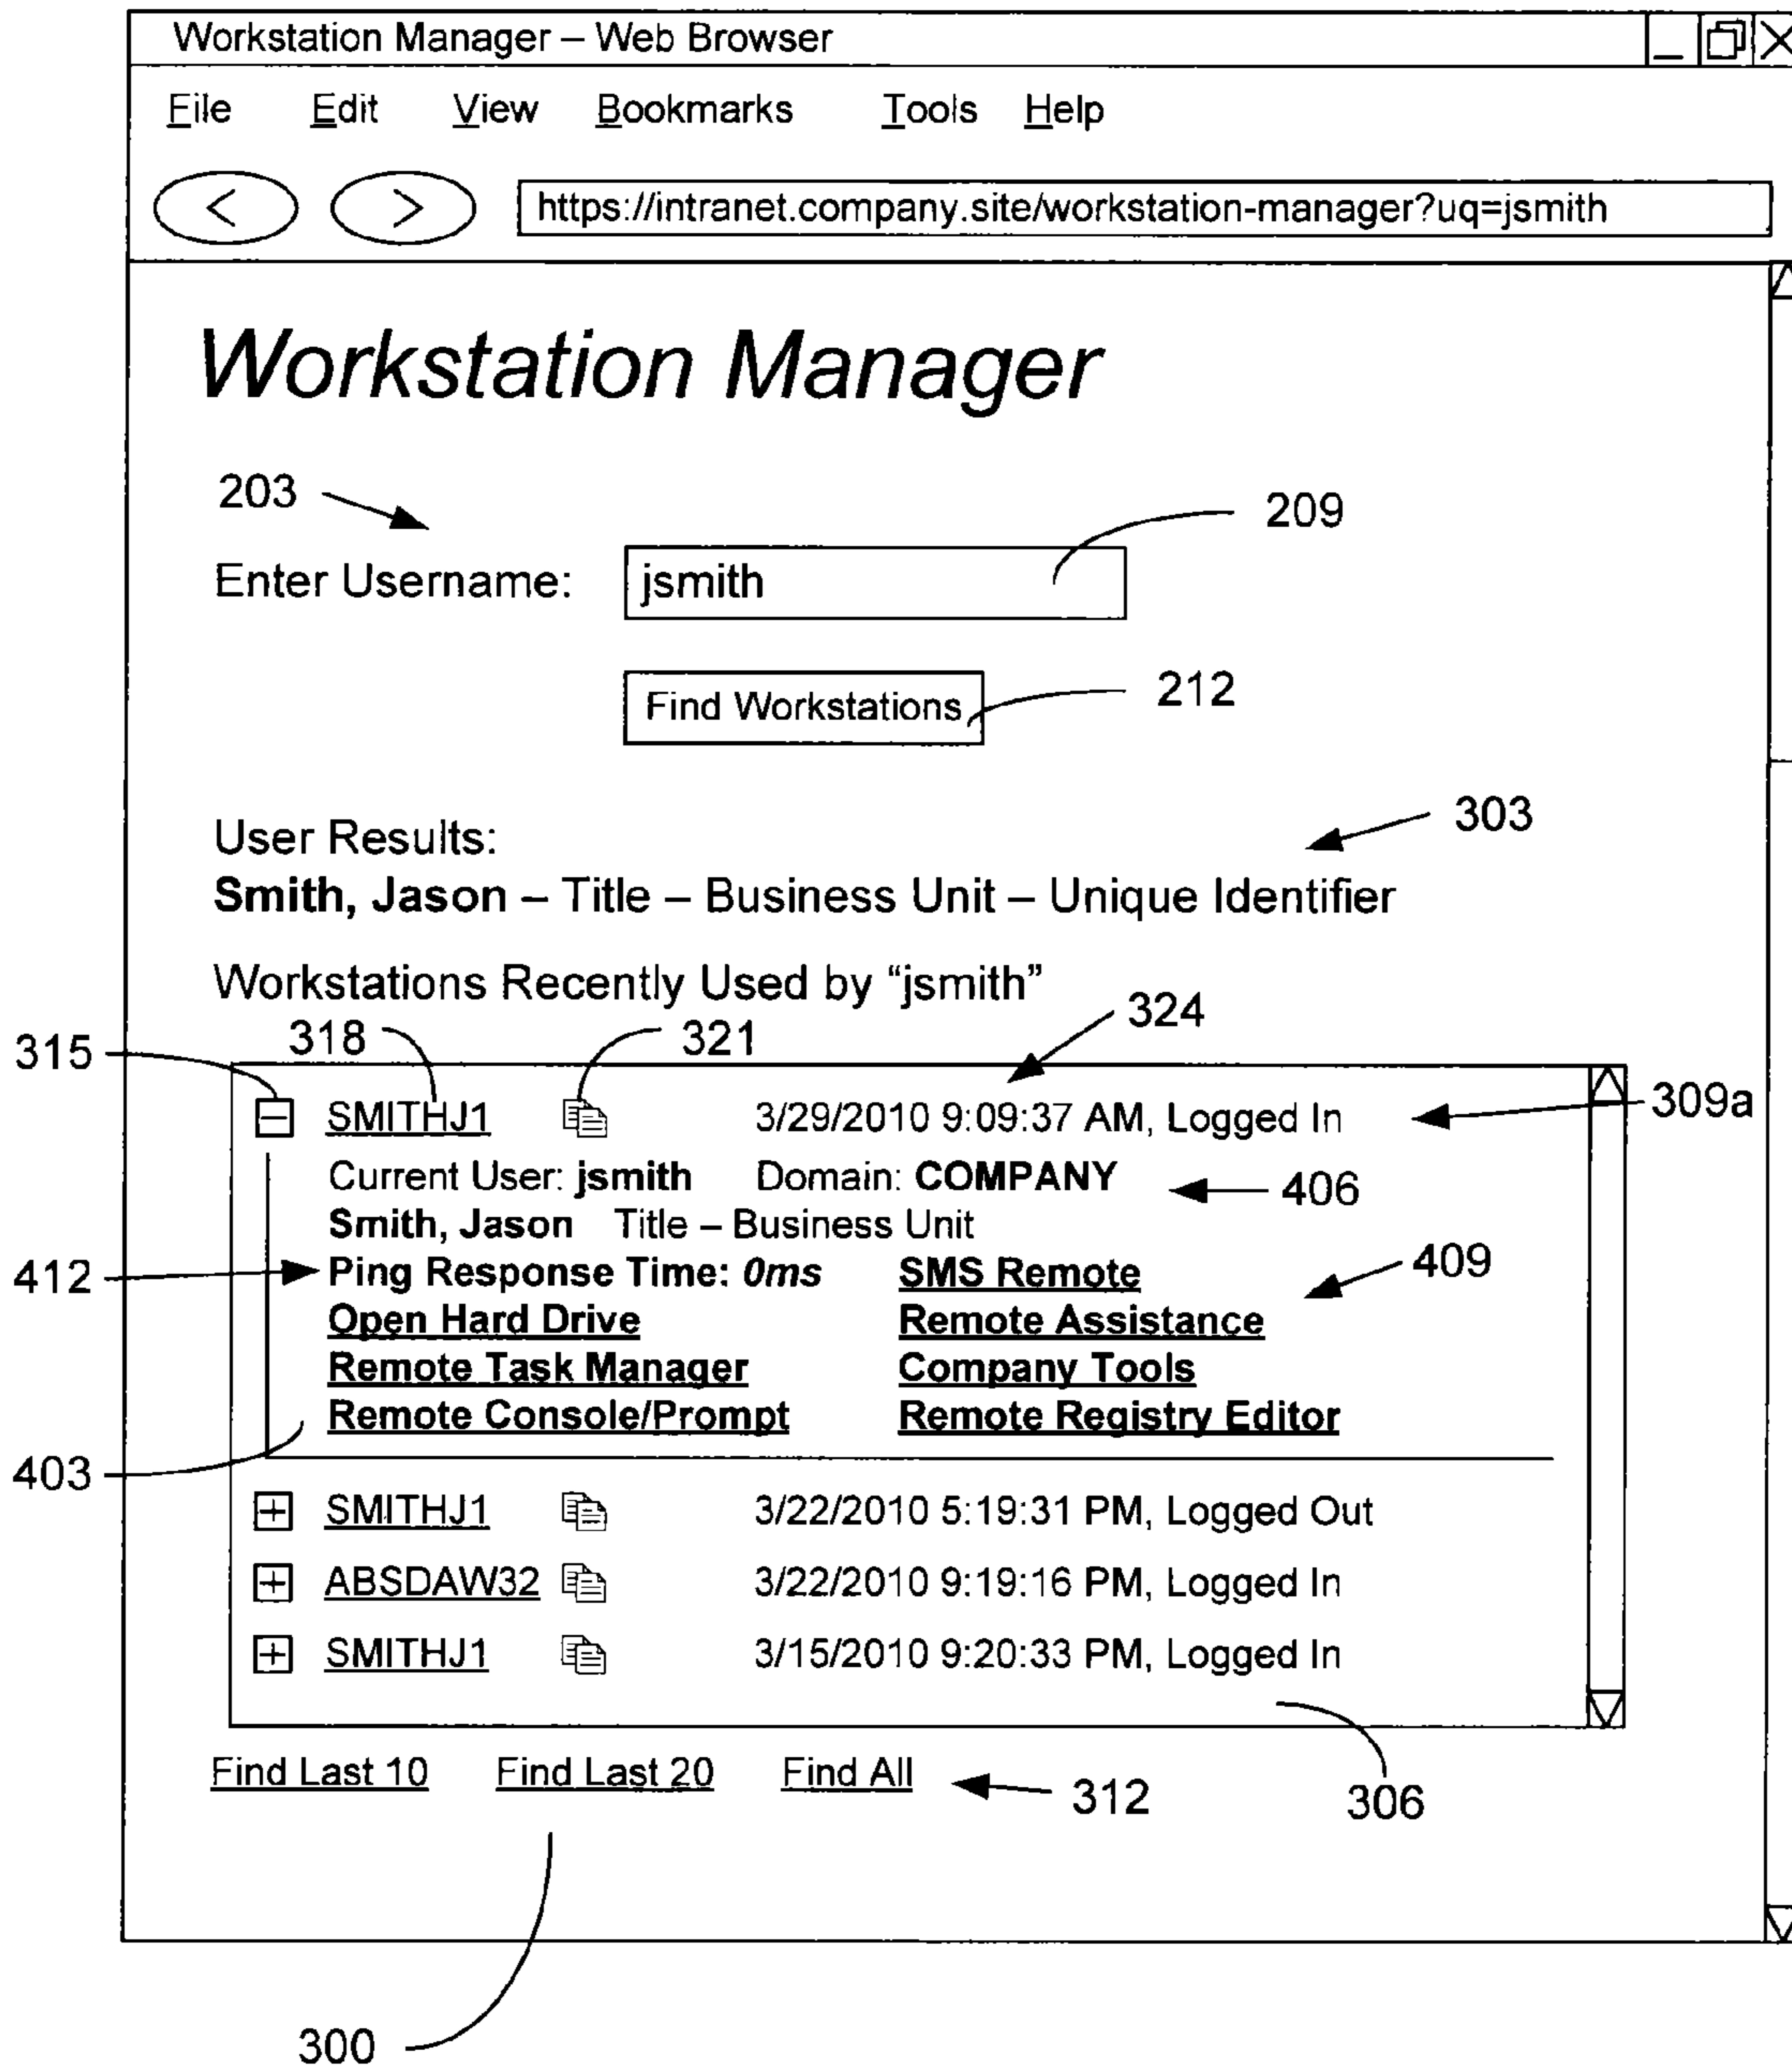 Workstation Manager – Web Browser
File Edit View Bookmarks Tools Help
< > https://intranet.company.site/workstation-manager?uq=jsmith
Workstation Manager
203
209
Enter Username: jsmith
Find Workstations 212
303
User Results:
Smith, Jason – Title – Business Unit – Unique Identifier
Workstations Recently Used by “jsmith”
324
315 318 321
SMITHJ1 3/29/2010 9:09:37 AM, Logged In 309a
Current User: jsmith Domain: COMPANY 406
Smith, Jason Title – Business Unit
412 Ping Response Time: 0ms SMS Remote 409
Open Hard Drive Remote Assistance
Remote Task Manager Company Tools
Remote Console/Prompt Remote Registry Editor
403
SMITHJ1 3/22/2010 5:19:31 PM, Logged Out
ABSDAW32 3/22/2010 9:19:16 PM, Logged In
SMITHJ1 3/15/2010 9:20:33 PM, Logged In
Find Last 10 Find Last 20 Find All 312 306
300